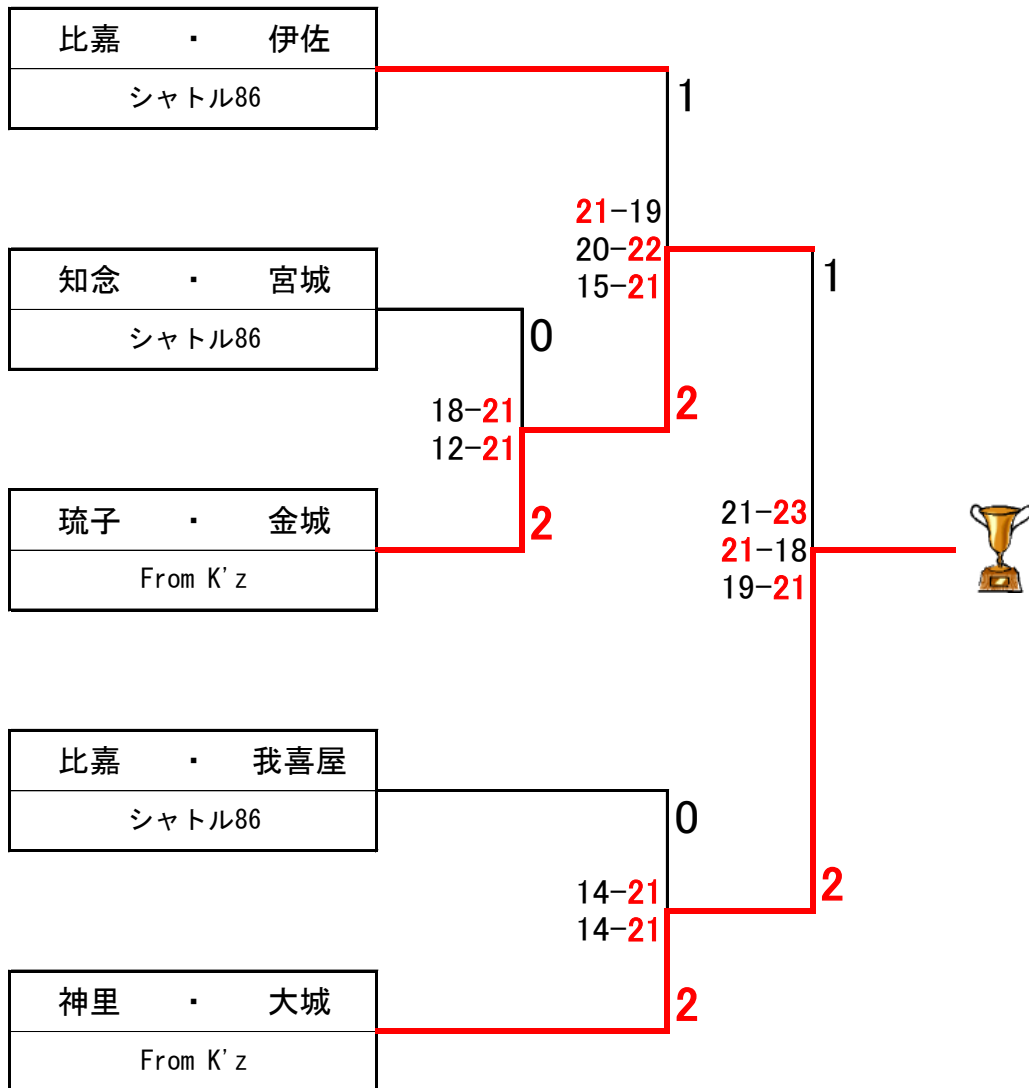 比嘉 ・ 伊佐
シャトル86
1
21-19
20-22
15-21
知念 ・ 宮城
シャトル86
0
1
18-21
12-21
2
琉子 ・ 金城
From K'z
2
21-23
21-18
19-21
比嘉 ・ 我喜屋
シャトル86
0
14-21
14-21
2
神里 ・ 大城
From K'z
2